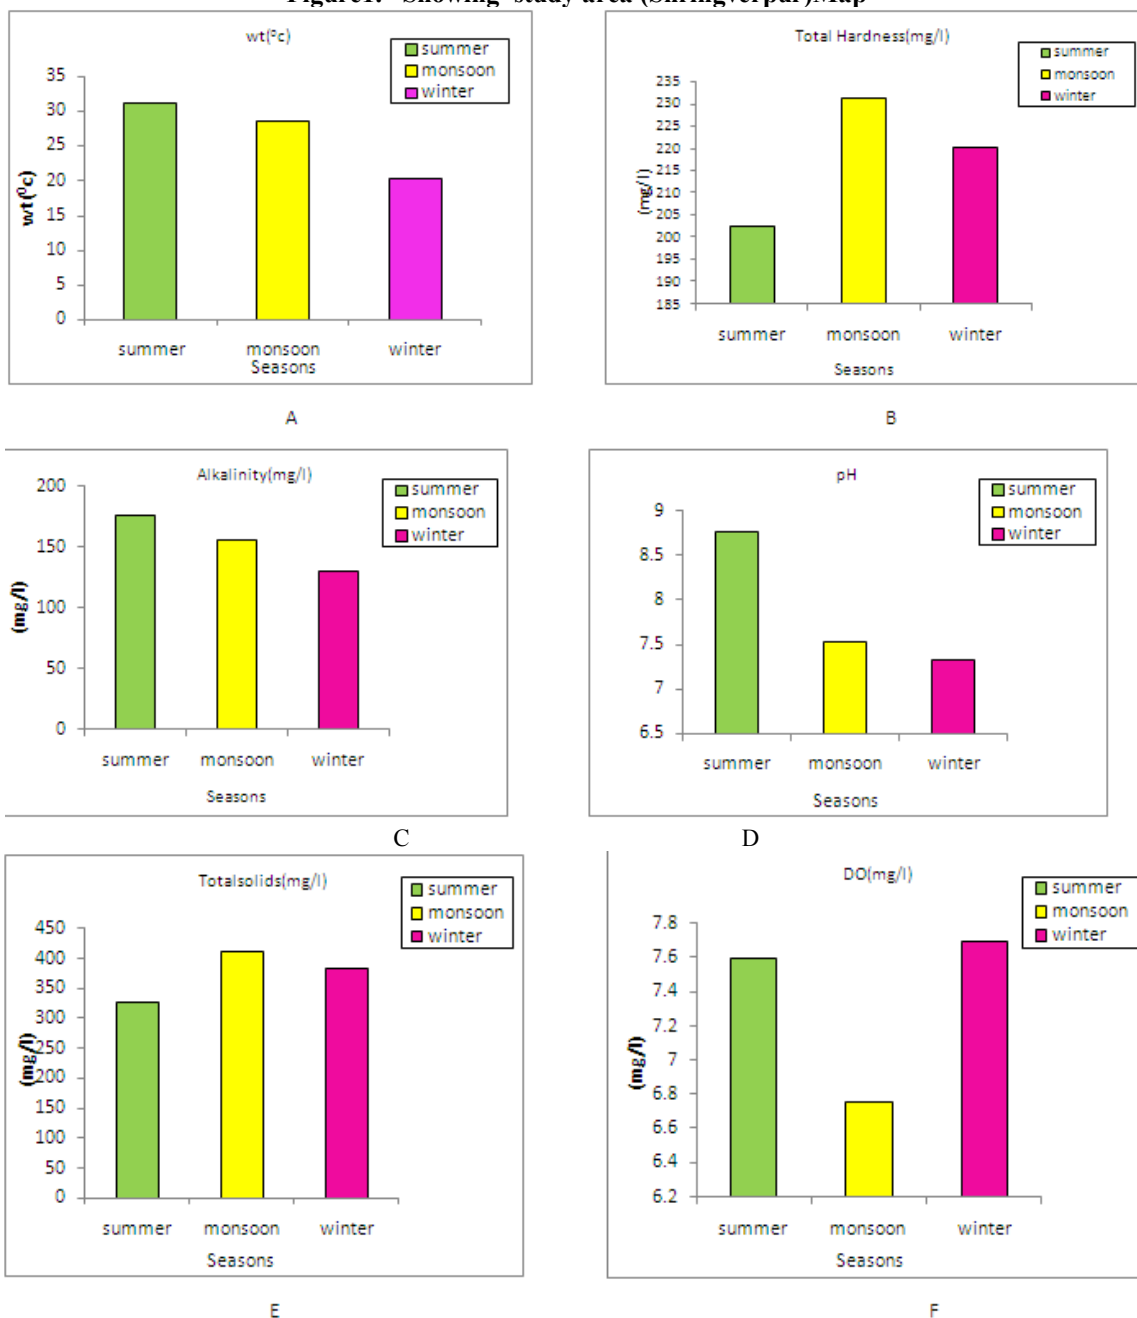 Figure1. Showing study area (Shringverpur)Map
wt(⁰c)
summer
monsoon
winter
35
30
25
20
15
10
5
0
wt(⁰c)
summer monsoon winter
Seasons
A
Total Hardness(mg/l)
summer
monsoon
winter
235
230
225
220
215
210
205
200
195
190
185
(mg/l)
summer monsoon winter
Seasons
B
Alkalinity(mg/l)
summer
monsoon
winter
200
150
100
50
0
(mg/l)
summer monsoon winter
Seasons
C
pH
summer
monsoon
winter
9
8.5
8
7.5
7
6.5
summer monsoon winter
Seasons
D
Totalsolids(mg/l)
summer
monsoon
winter
450
400
350
300
250
200
150
100
50
0
(mg/l)
summer monsoon winter
Seasons
E
DO(mg/l)
summer
monsoon
winter
7.8
7.6
7.4
7.2
7
6.8
6.6
6.4
6.2
(mg/l)
summer monsoon winter
Seasons
F